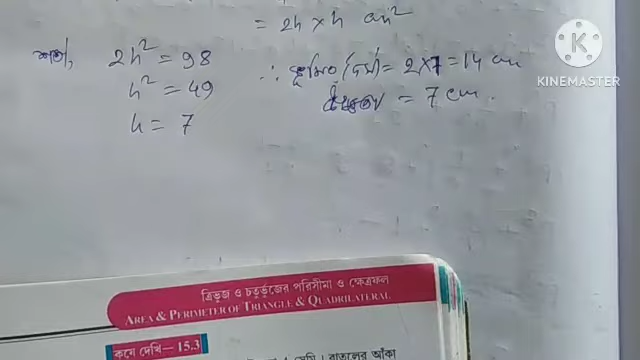 = 2h × h cm²
শর্ত, 2h² = 98
h² = 49
h = 7
∴ ভূমির দৈর্ঘ্য = 2×7 = 14 cm
= 7 cm.
KINEMASTER
ত্রিভুজ ও চতুর্ভুজের পরিসীমা ও ক্ষেত্রফল
AREA & PERIMETER OF TRIANGLE & QUADRILATERAL
কষে দেখি—15.3